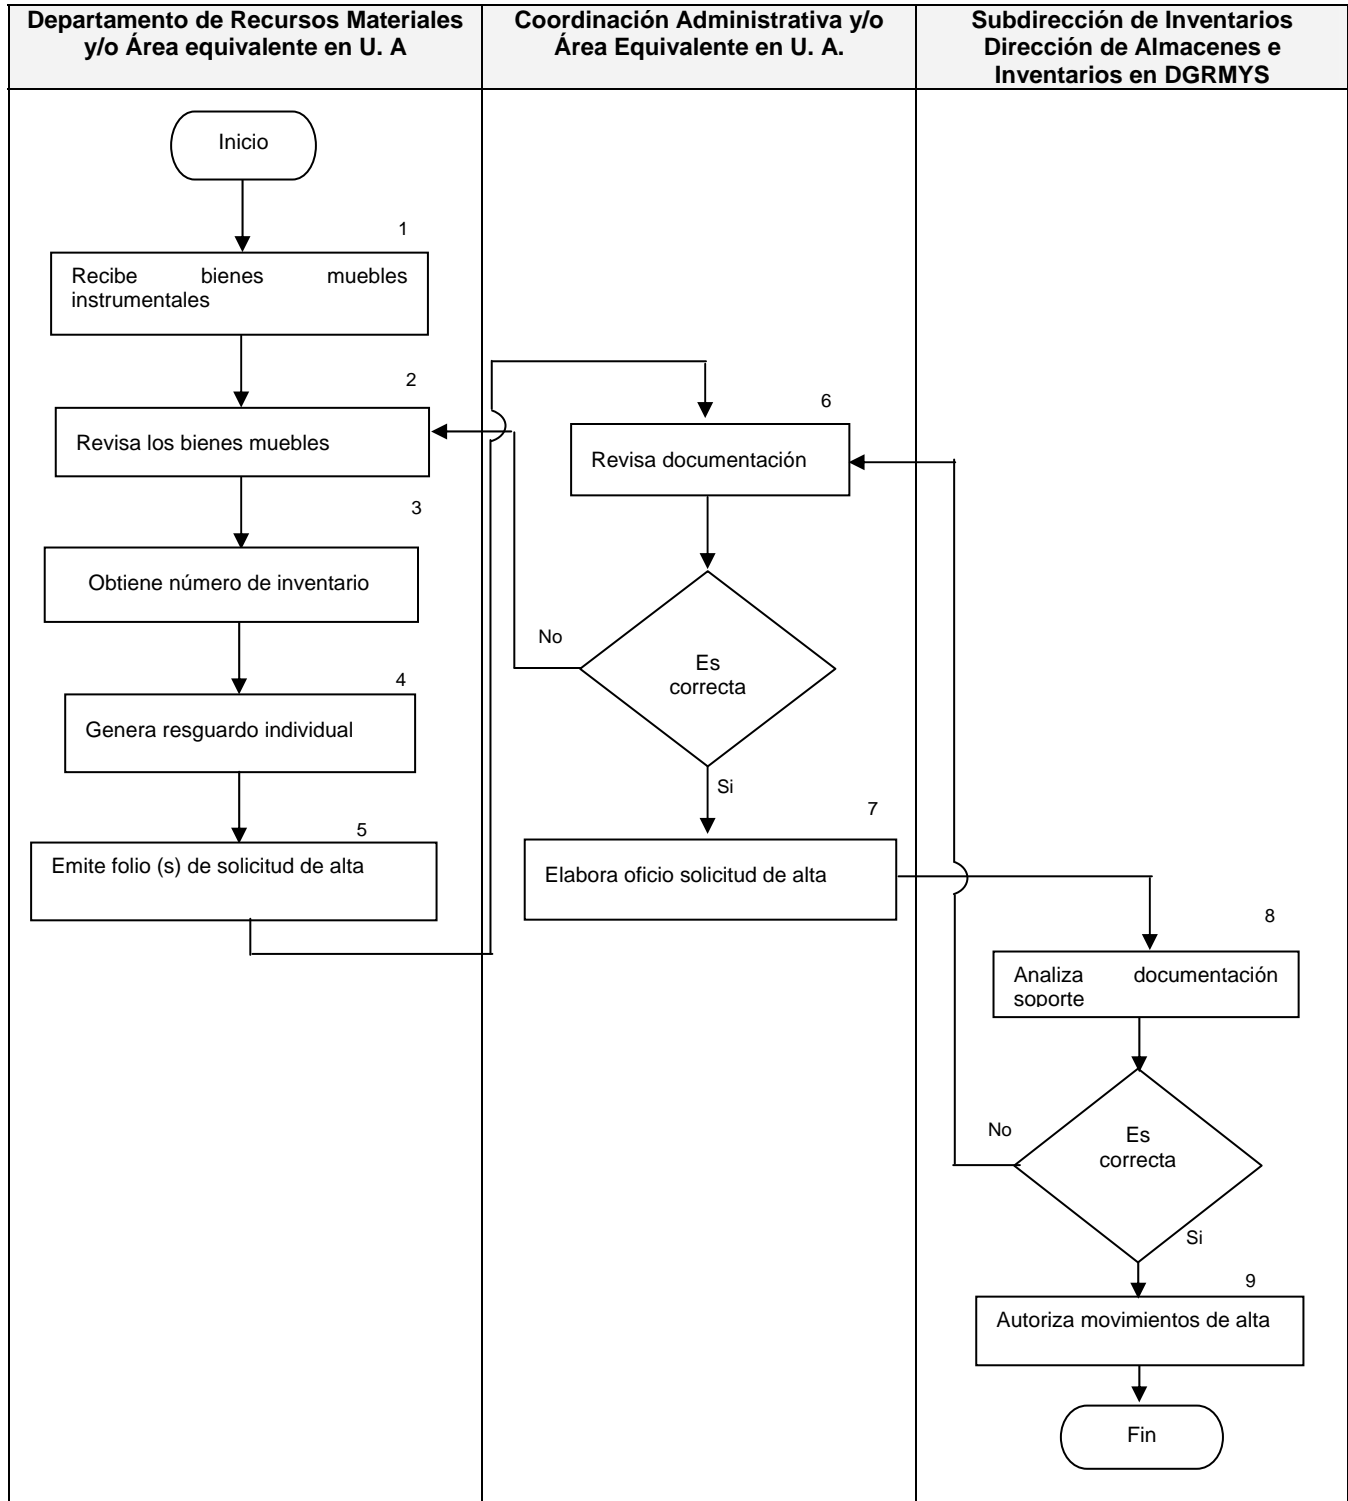 Departamento de Recursos Materiales
y/o Área equivalente en U. A
Coordinación Administrativa y/o
Área Equivalente en U. A.
Subdirección de Inventarios
Dirección de Almacenes e
Inventarios en DGRMYS
Inicio
1
Recibe bienes muebles
instrumentales
2
Revisa los bienes muebles
3
Obtiene número de inventario
4
Genera resguardo individual
5
Emite folio (s) de solicitud de alta
6
Revisa documentación
No
Es
correcta
Si
7
Elabora oficio solicitud de alta
8
Analiza documentación
soporte
No
Es
correcta
Si
9
Autoriza movimientos de alta
Fin